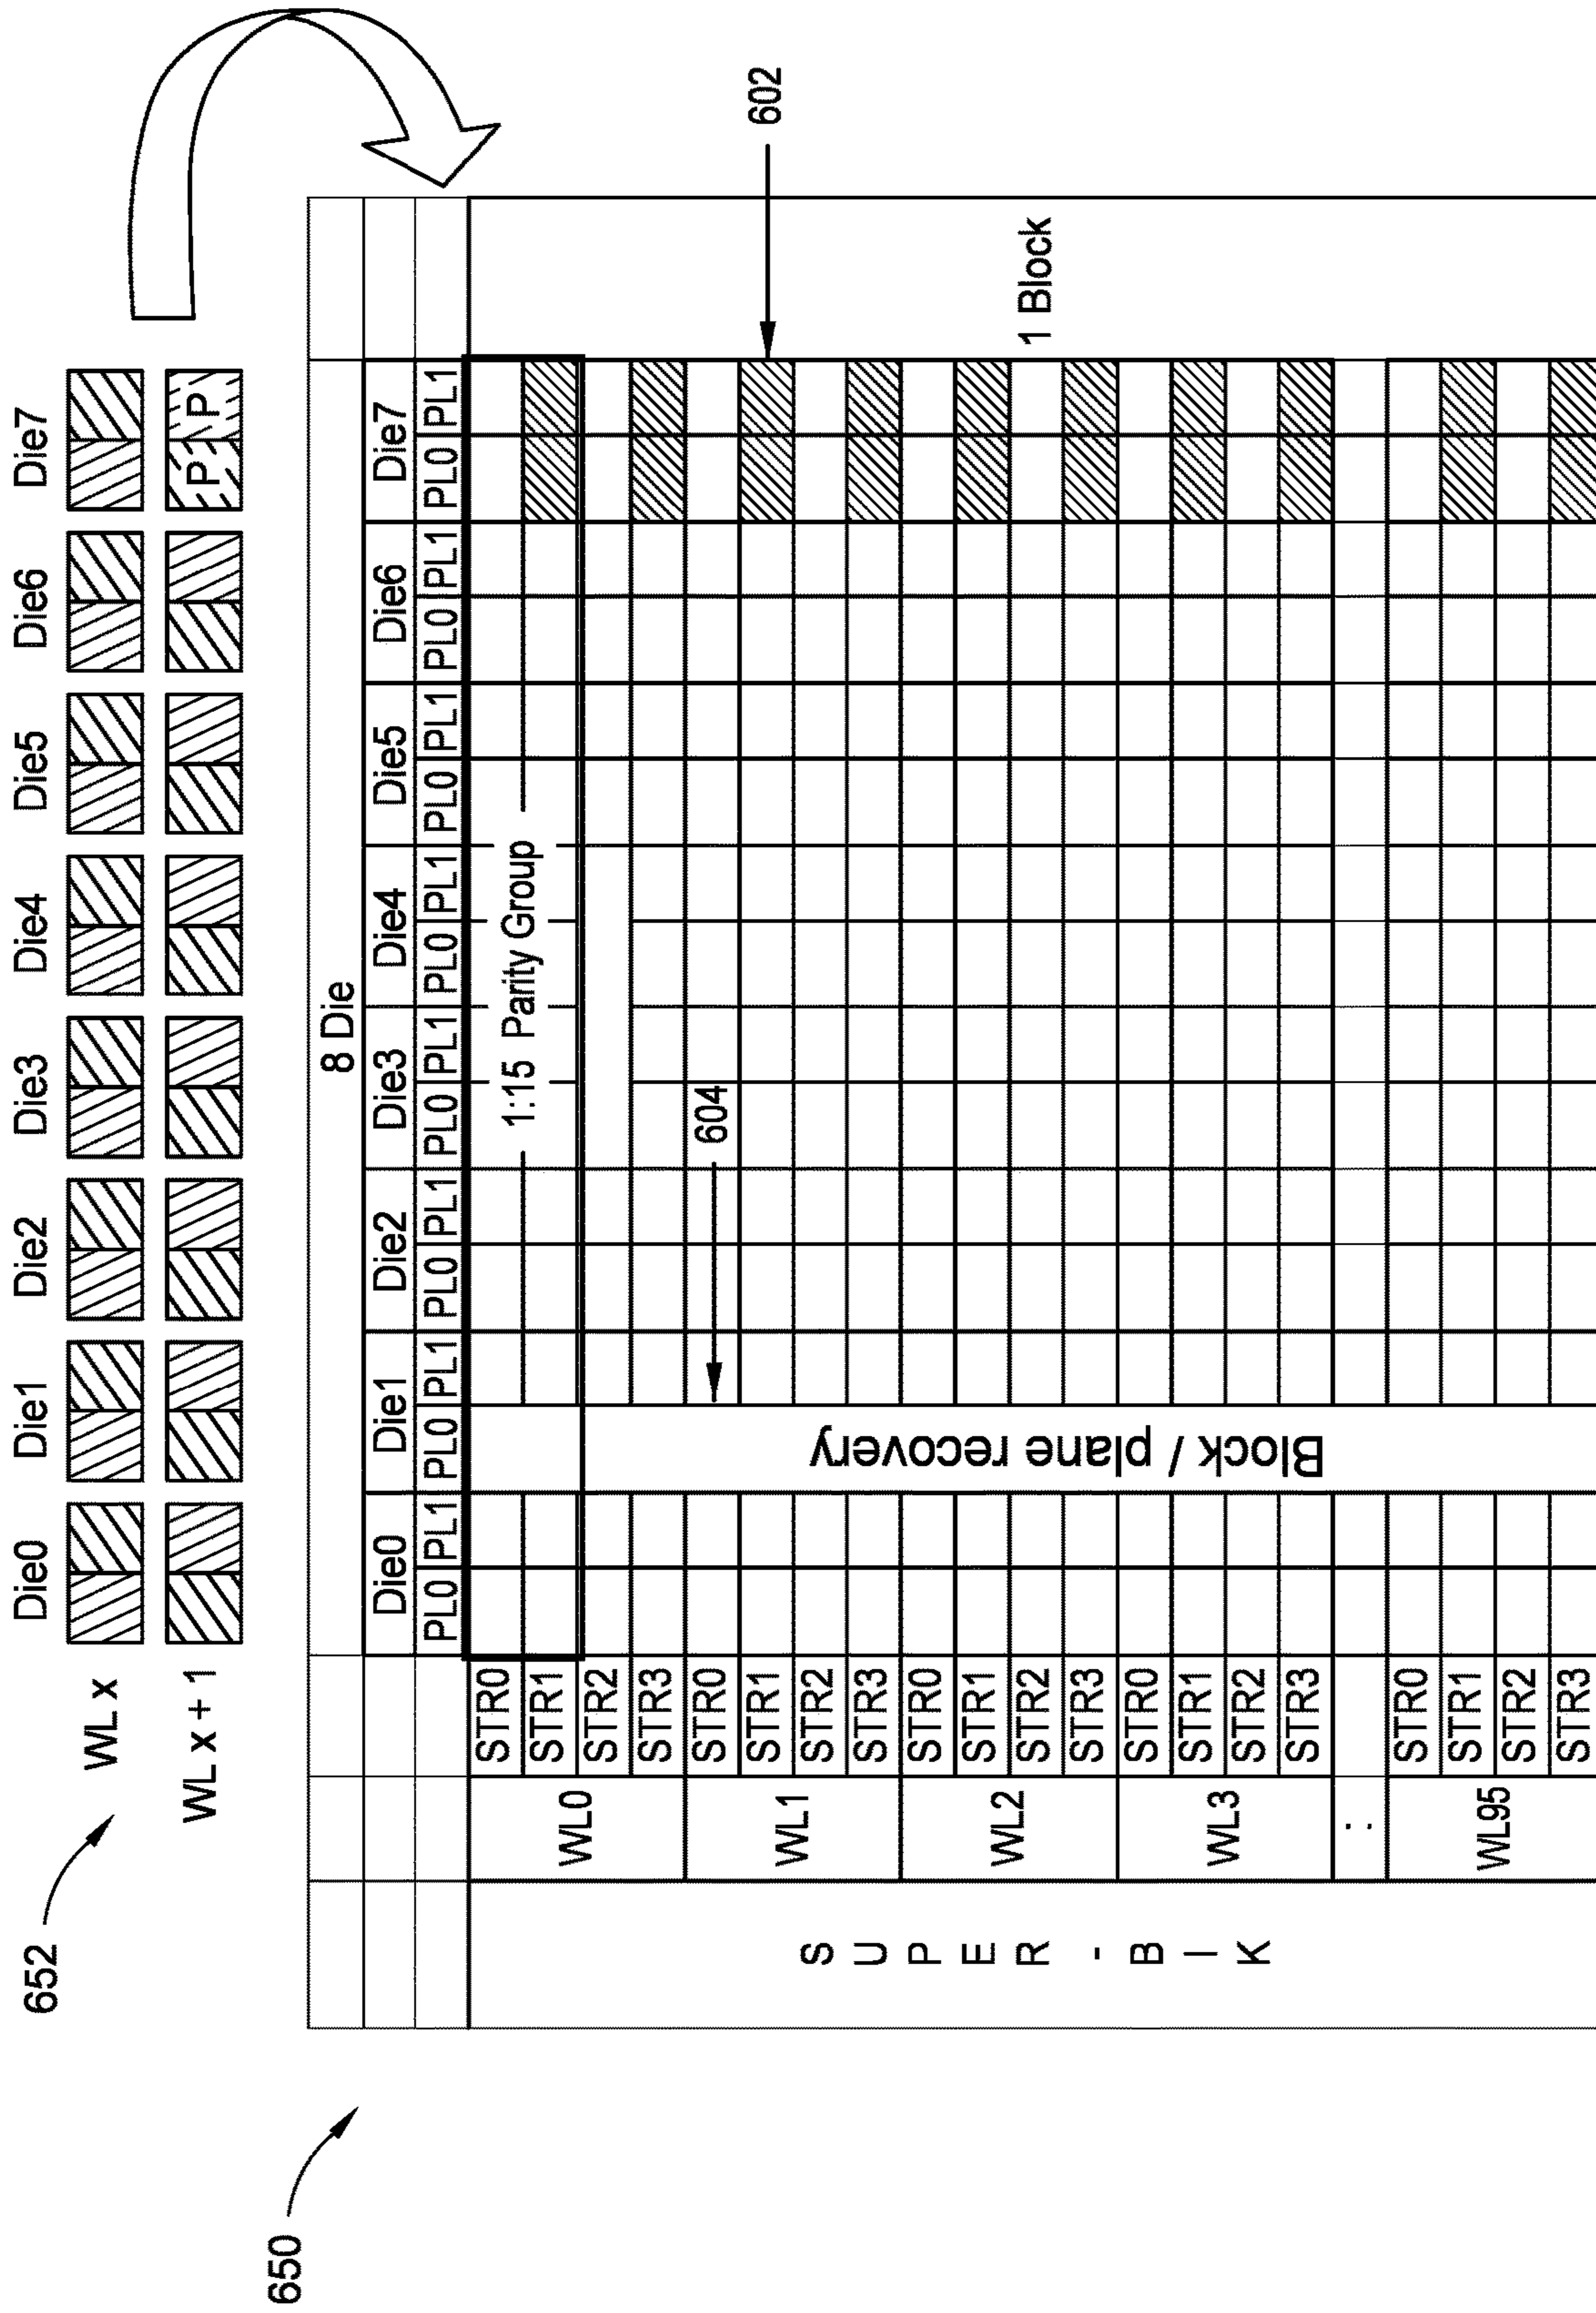 Die0 Die1 Die2 Die3 Die4 Die5 Die6 Die7
652
WL x
WL x + 1 P P
650
8 Die
Die0 Die1 Die2 Die3 Die4 Die5 Die6 Die7
PL0 PL1 PL0 PL1 PL0 PL1 PL0 PL1 PL0 PL1 PL0 PL1 PL0 PL1 PL0 PL1
SUPER-BIK
WL0
STR0
STR1 1:15 Parity Group
STR2
STR3
WL1
STR0 604
STR1 602
STR2
STR3
WL2
STR0
STR1
STR2
STR3
WL3
STR0
STR1
STR2
STR3
:
WL95
STR0
STR1
STR2
STR3
Block / plane recovery
1 Block